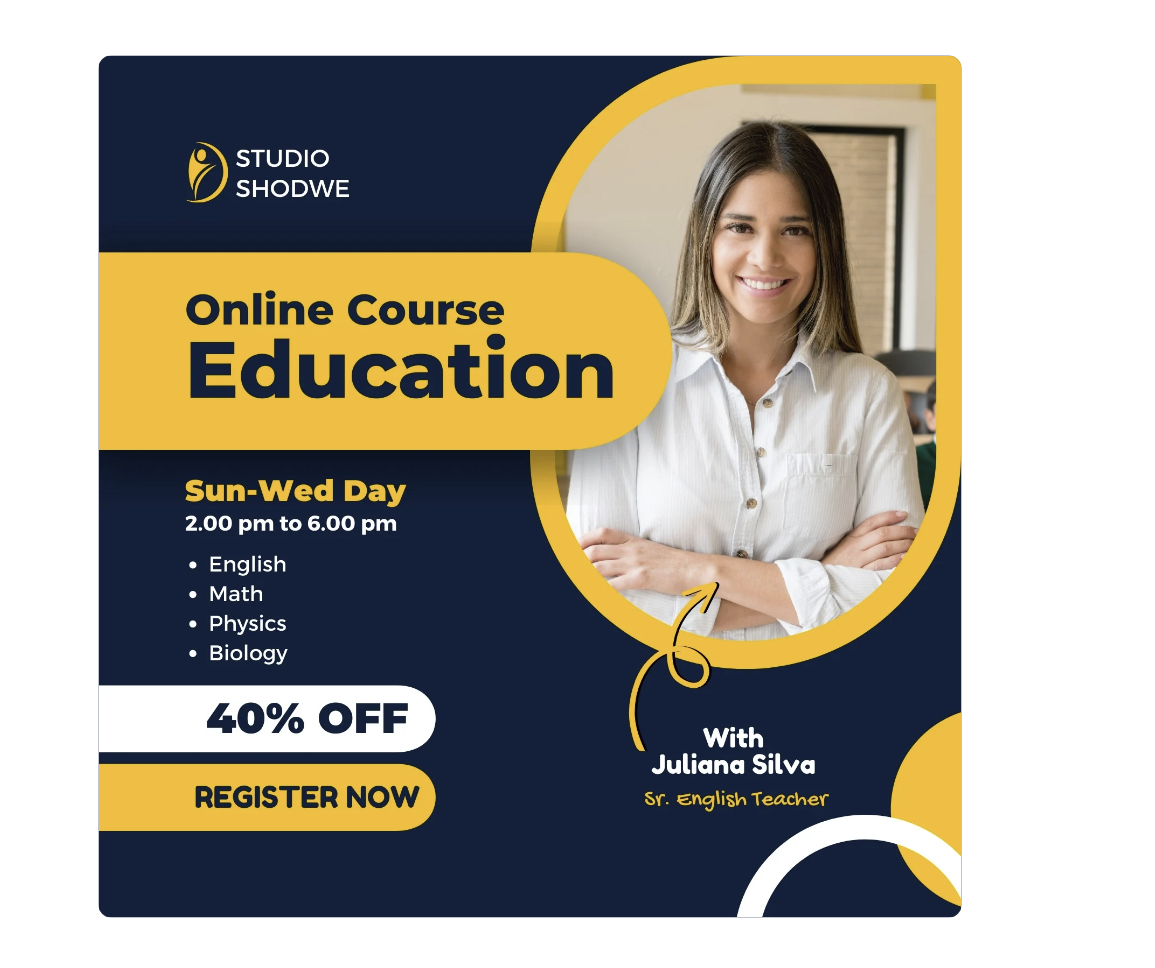 STUDIO
SHODWE
Online Course
Education
Sun-Wed Day
2.00 pm to 6.00 pm
• English
• Math
• Physics
• Biology
40% OFF
REGISTER NOW
With
Juliana Silva
Sr. English Teacher